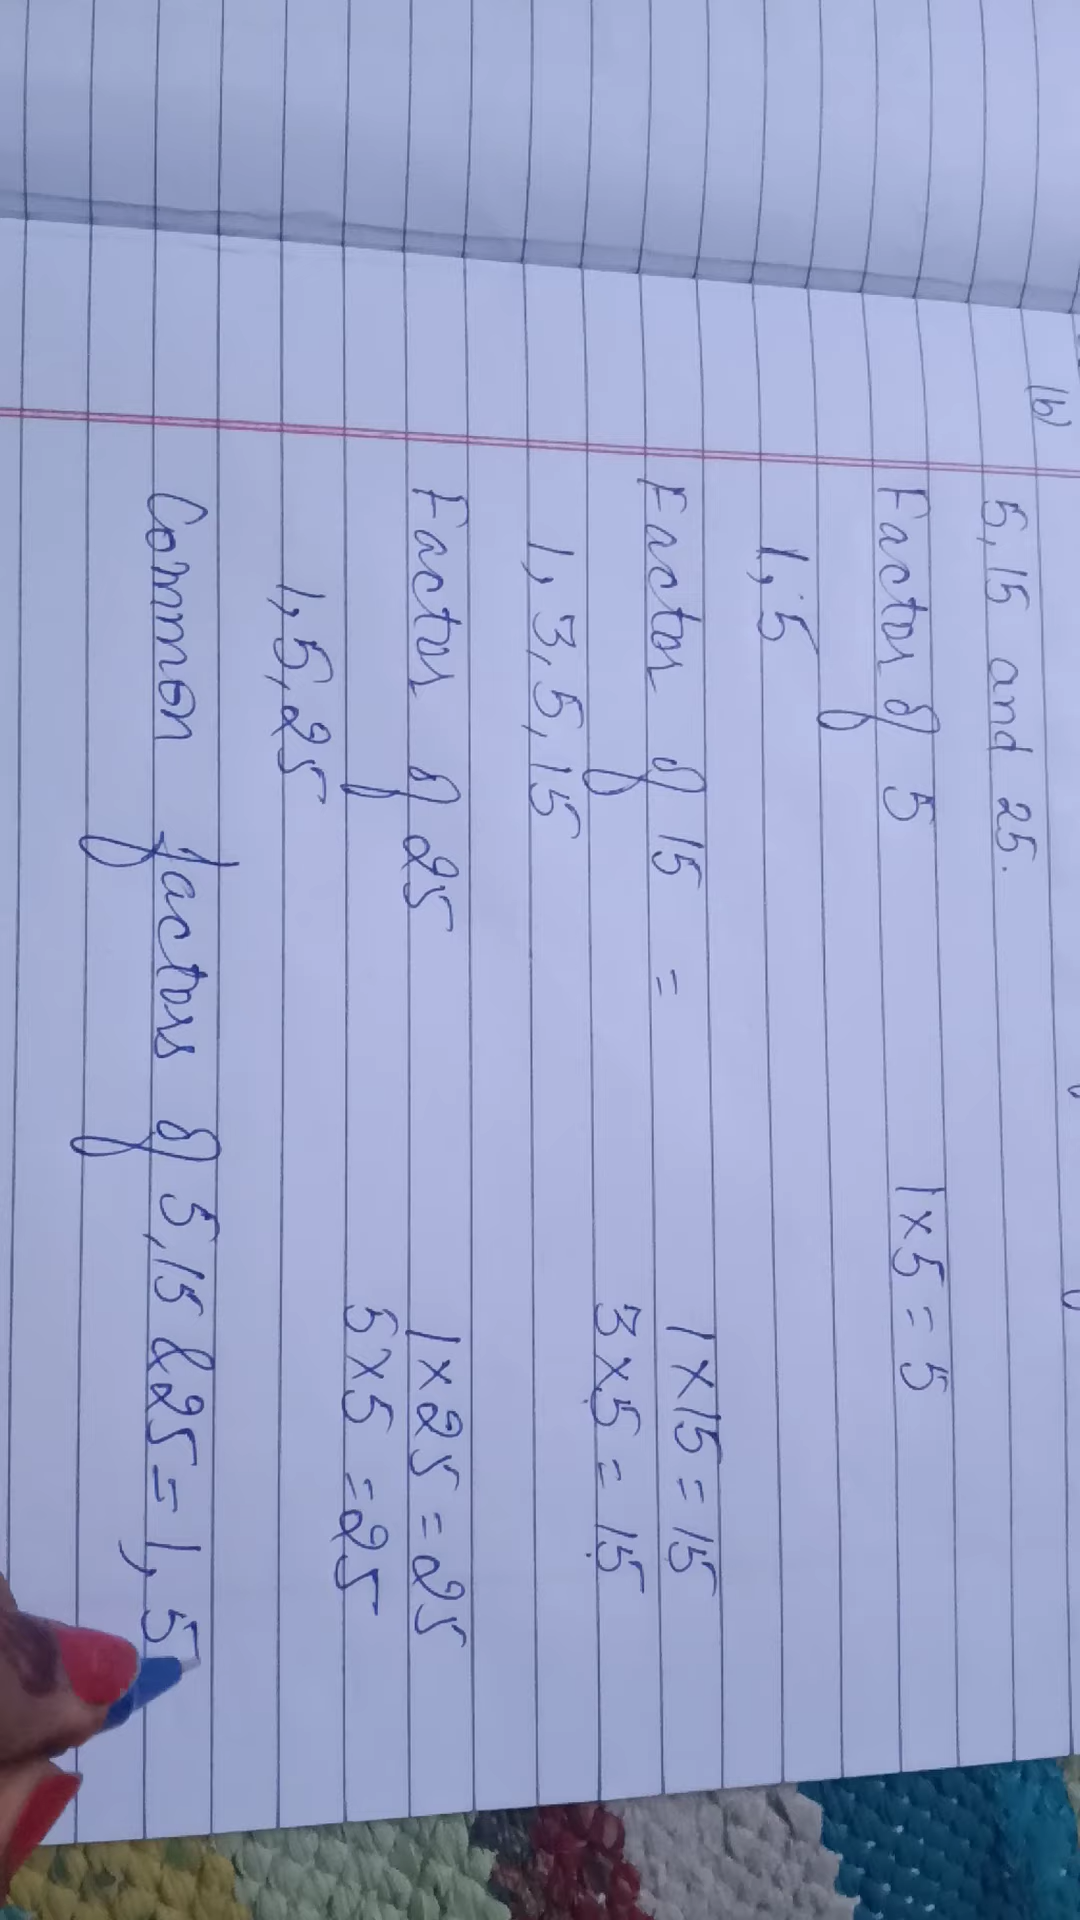 (b) 5, 15 and 25.
Factor of 5 1 × 5 = 5
1, 5
Factor of 15 = 1 × 15 = 15
3 × 5 = 15
1, 3, 5, 15
Factor of 25 1 × 25 = 25
5 × 5 = 25
1, 5, 25
Common factors of 5, 15 & 25 = 1, 5